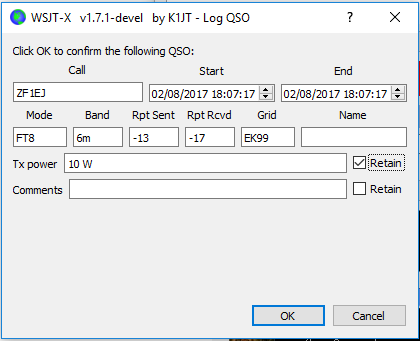 WSJT-X v1.7.1-devel by K1JT - Log QSO
Click OK to confirm the following QSO:
Call Start End
ZF1EJ 02/08/2017 18:07:17 02/08/2017 18:07:17
Mode Band Rpt Sent Rpt Rcvd Grid Name
FT8 6m -13 -17 EK99
Tx power 10 W Retain
Comments Retain
OK Cancel